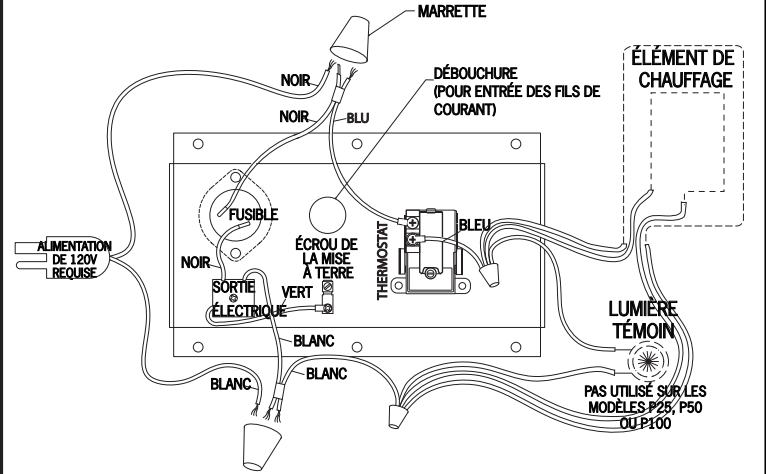 MARRETTE
NOIR
NOIR
BLU
DÉBOUCHURE
(POUR ENTRÉE DES FILS DE
COURANT)
ÉLÉMENT DE
CHAUFFAGE
FUSIBLE
ALIMENTATION
DE 120V
REQUISE
NOIR
ÉCROU DE
LA MISE
À TERRE
THERMOSTAT
BLEU
SORTIE
ÉLECTRIQUE
VERT
BLANC
BLANC
BLANC
LUMIÈRE
TÉMOIN
PAS UTILISÉ SUR LES
MODÈLES P25, P50
OU P100